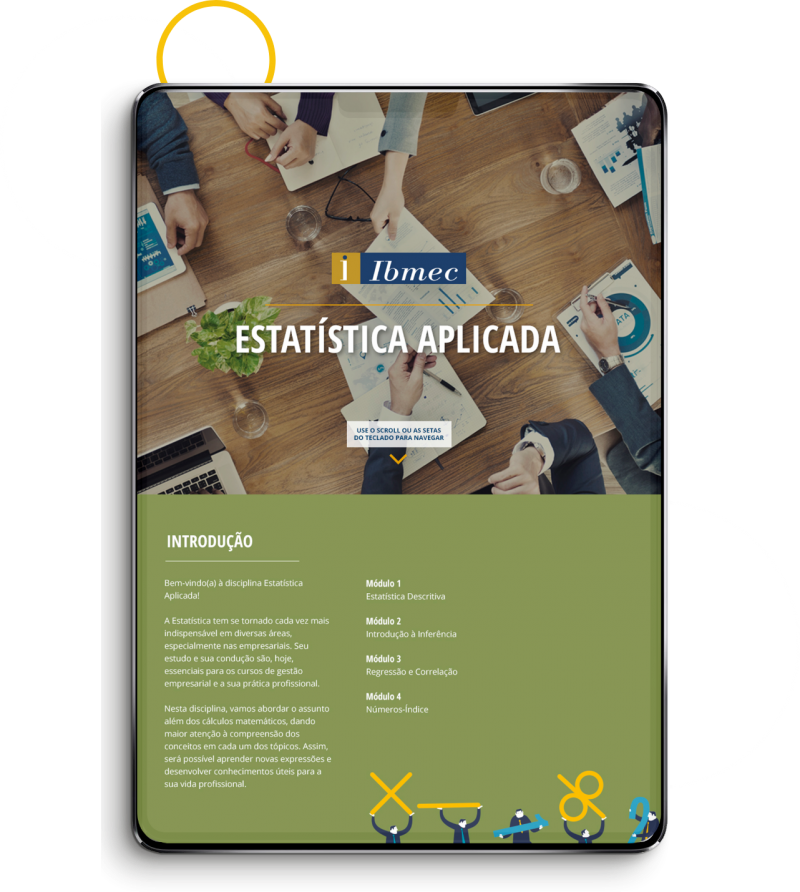 i Ibmec
ESTATÍSTICA APLICADA
USE O SCROLL OU AS SETAS
DO TECLADO PARA NAVEGAR
DATA
INTRODUÇÃO
Bem-vindo(a) à disciplina Estatística
Aplicada!
A Estatística tem se tornado cada vez mais
indispensável em diversas áreas,
especialmente nas empresariais. Seu
estudo e sua condução são, hoje,
essenciais para os cursos de gestão
empresarial e a sua prática profissional.
Nesta disciplina, vamos abordar o assunto
além dos cálculos matemáticos, dando
maior atenção à compreensão dos
conceitos em cada um dos tópicos. Assim,
será possível aprender novas expressões e
desenvolver conhecimentos úteis para a
sua vida profissional.
Módulo 1
Estatística Descritiva
Módulo 2
Introdução à Inferência
Módulo 3
Regressão e Correlação
Módulo 4
Números-Índice